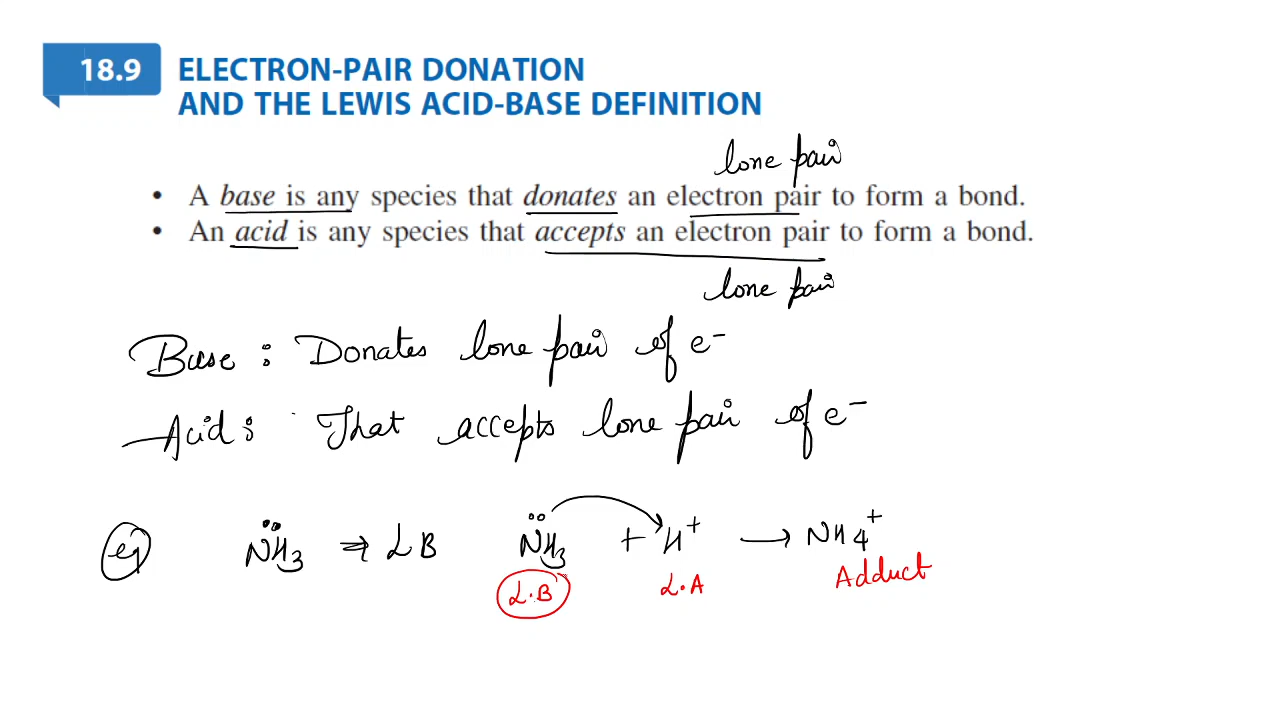 18.9 ELECTRON-PAIR DONATION
AND THE LEWIS ACID-BASE DEFINITION
lone pair
• A base is any species that donates an electron pair to form a bond.
• An acid is any species that accepts an electron pair to form a bond.
lone pair
Base : Donates lone pair of e⁻
Acid : That accepts lone pair of e⁻
eg N̈H₃ ⇒ LB N̈H₃ + H⁺ → NH₄⁺
L.B L.A Adduct